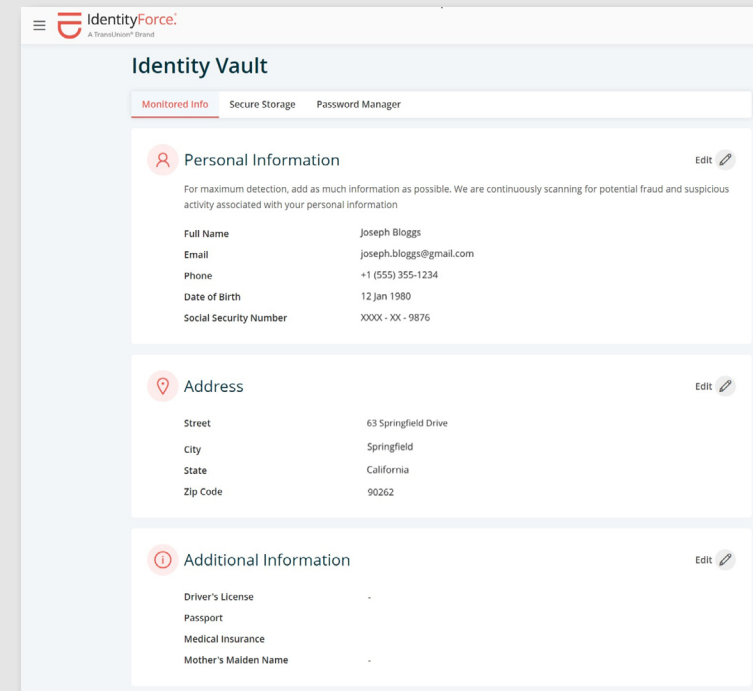 IdentityForce®
A TransUnion® Brand
Identity Vault
Monitored Info Secure Storage Password Manager
Personal Information Edit
For maximum detection, add as much information as possible. We are continuously scanning for potential fraud and suspicious
activity associated with your personal information
Full Name Joseph Bloggs
Email joseph.bloggs@gmail.com
Phone +1 (555) 355-1234
Date of Birth 12 Jan 1980
Social Security Number XXXX - XX - 9876
Address Edit
Street 63 Springfield Drive
City Springfield
State California
Zip Code 90262
Additional Information Edit
Driver's License -
Passport
Medical Insurance
Mother's Maiden Name -